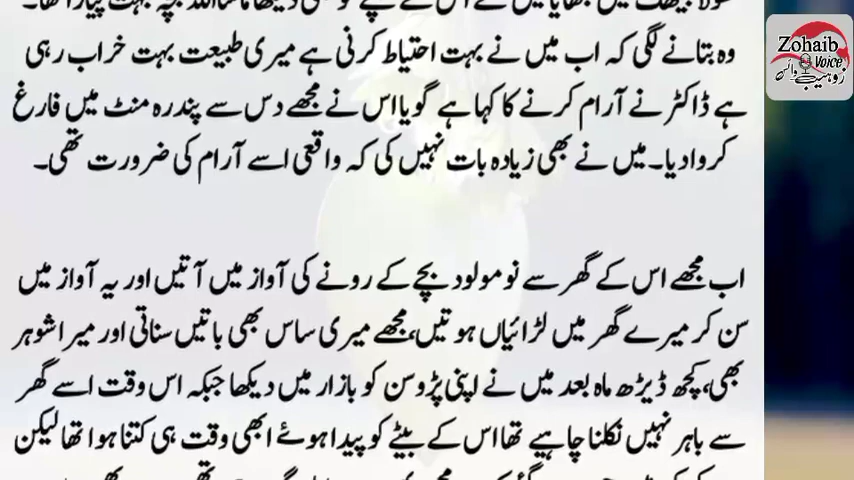 Zohaib
Voice
زوہیب وائس
وہ بتانے لگی کہ اب میں نے بہت احتیاط کرنی ہے میری طبیعت بہت خراب رہی
ہے ڈاکٹر نے آرام کرنے کا کہا ہے گویا اس نے مجھے دس سے پندرہ منٹ میں فارغ
کروا دیا۔ میں نے بھی زیادہ بات نہیں کی کہ واقعی اسے آرام کی ضرورت تھی۔
اب مجھے اس کے گھر سے نومولود بچے کے رونے کی آواز میں آتیں اور یہ آواز میں
سن کر میرے گھر میں لڑائیاں ہوتیں، مجھے میری ساس بھی باتیں سناتی اور میرا شوہر
بھی، کچھ ڈیڑھ ماہ بعد میں نے اپنی پڑوسن کو بازار میں دیکھا جبکہ اس وقت اسے گھر
سے باہر نہیں نکلنا چاہیے تھا اس کے بیٹے کو پیدا ہوئے ابھی وقت ہی کتنا ہوا تھا لیکن